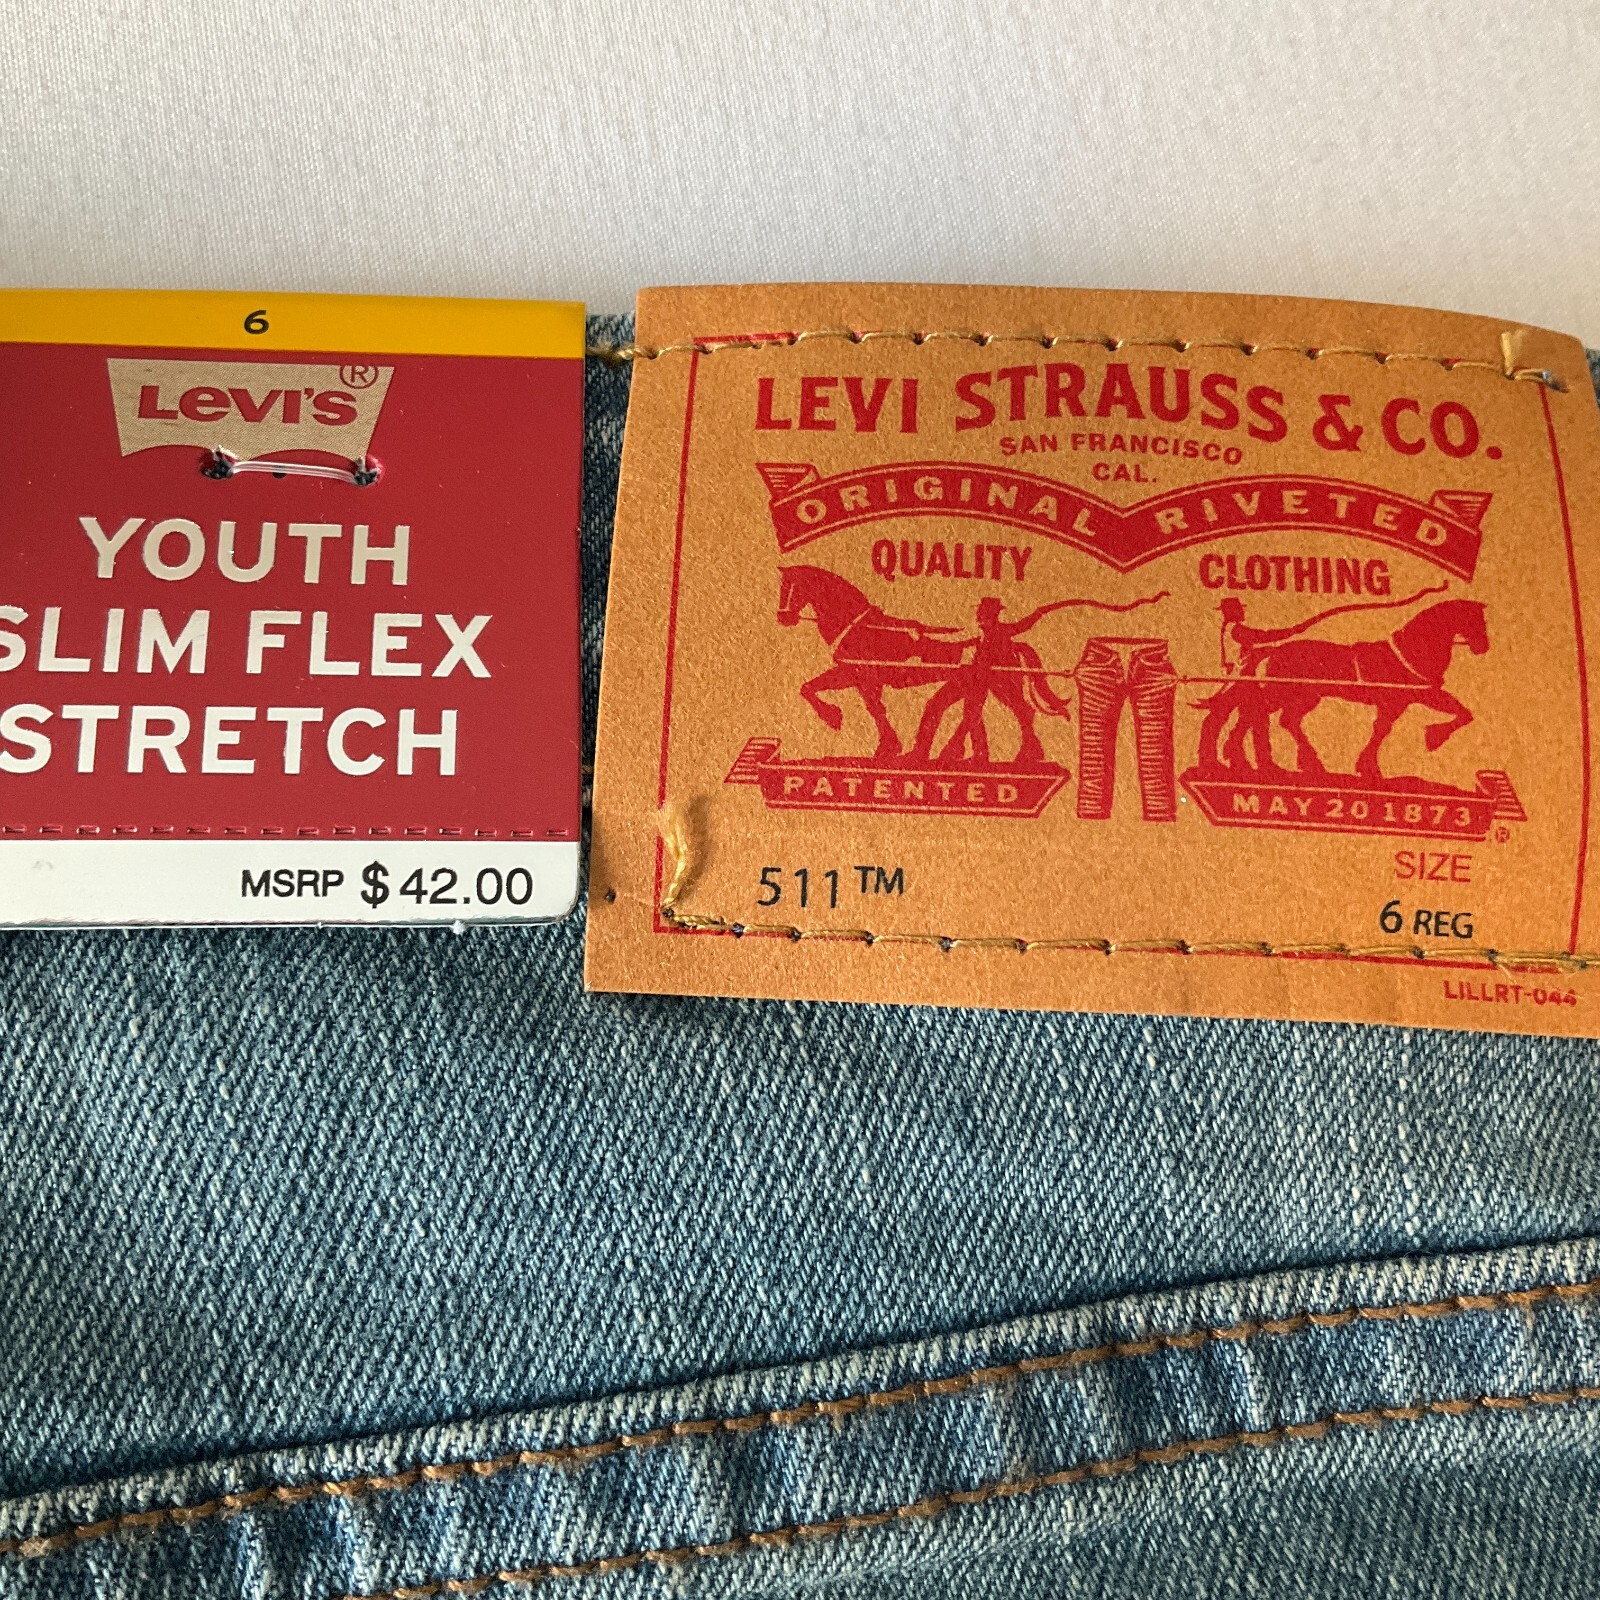 6
LEVI'S®
YOUTH
SLIM FLEX
STRETCH
MSRP $42.00
LEVI STRAUSS & CO.
SAN FRANCISCO
CAL.
ORIGINAL RIVETED
QUALITY CLOTHING
PATENTED MAY 20 1873 ®
511™
SIZE
6 REG
LILLRT-044